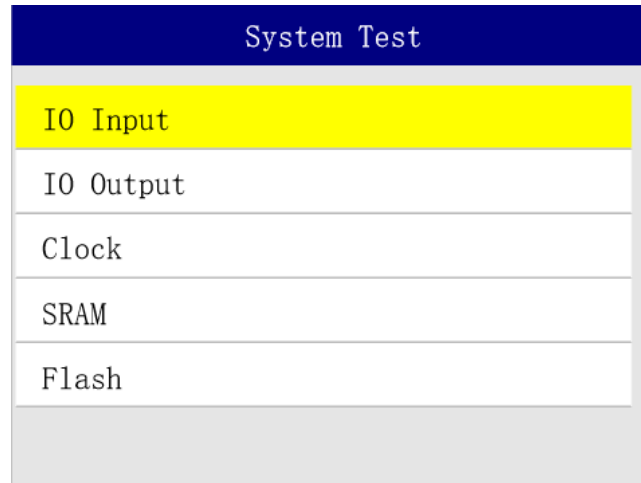 System Test
IO Input
IO Output
Clock
SRAM
Flash